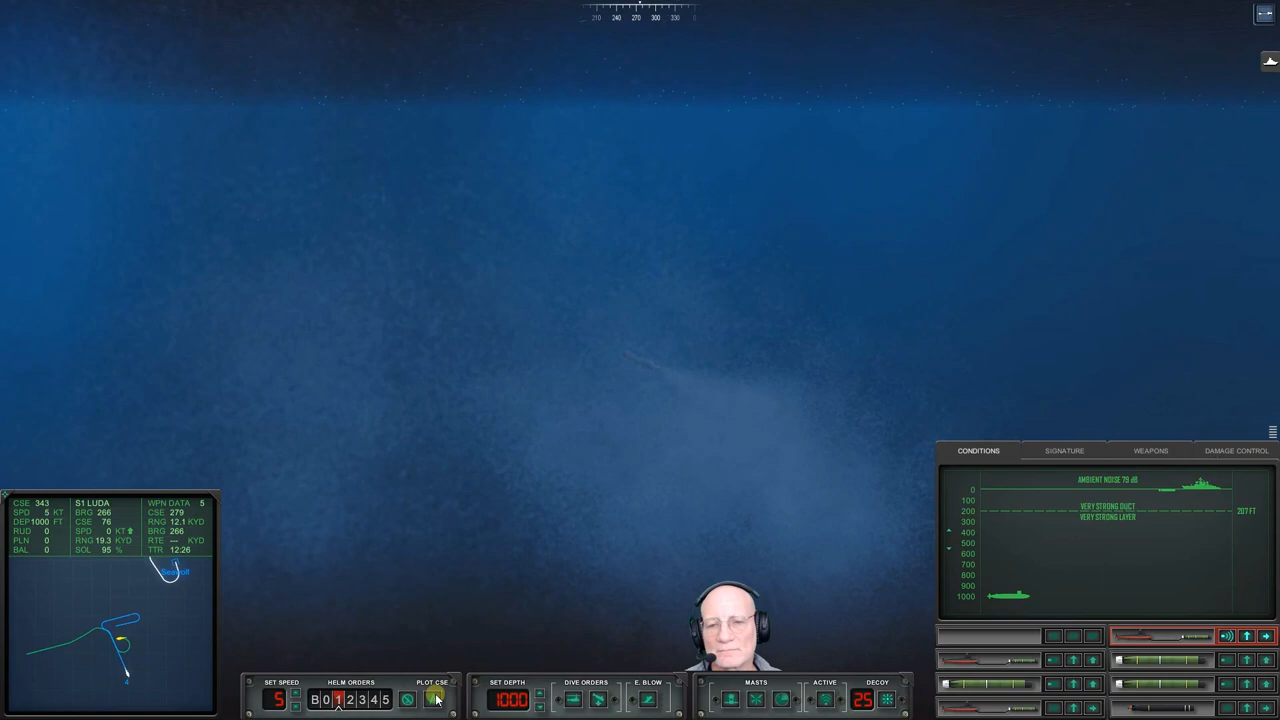 210 240 270 300 330 0
CONDITIONS SIGNATURE WEAPONS DAMAGE CONTROL
AMBIENT NOISE 79 dB
0
100
200
300
400
500
600
700
800
900
1000
VERY STRONG DUCT
VERY STRONG LAYER
207 FT
CSE 343
SPD 5 KT
DEP1000 FT
RUD 0
PLN 0
BAL 0
S1 LUDA
BRG 266
CSE 76
SPD 0 KT
RNG 19.3 KYD
SOL 95 %
WPN DATA 5
CSE 279
RNG 12.1 KYD
BRG 266
RTE --- KYD
TTR 12:26
Seawolf
4
SET SPEED HELM ORDERS PLOT CSE
5 B 0 1 2 3 4 5
SET DEPTH DIVE ORDERS E. BLOW
1000
MASTS ACTIVE DECOY
25